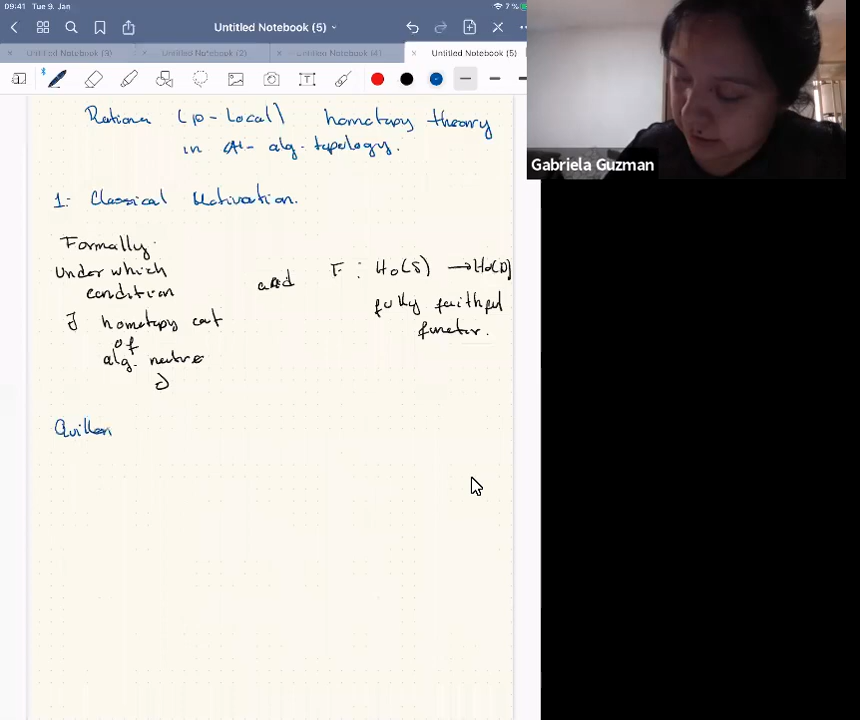 09:41 Tue 9. Jan
7 %
Untitled Notebook (5)
Untitled Notebook (3)
Untitled Notebook (2)
Untitled Notebook (4)
Untitled Notebook (5)
Gabriela Guzman
(p-local) homotopy theory
in A1- alg. topology.
1. Classical Motivation.
Formally.
Under which
condition
∃ homotopy cat
of
alg. nature
D
and F : Ho(S) → Ho(D)
fully faithful
functor.
Quillen